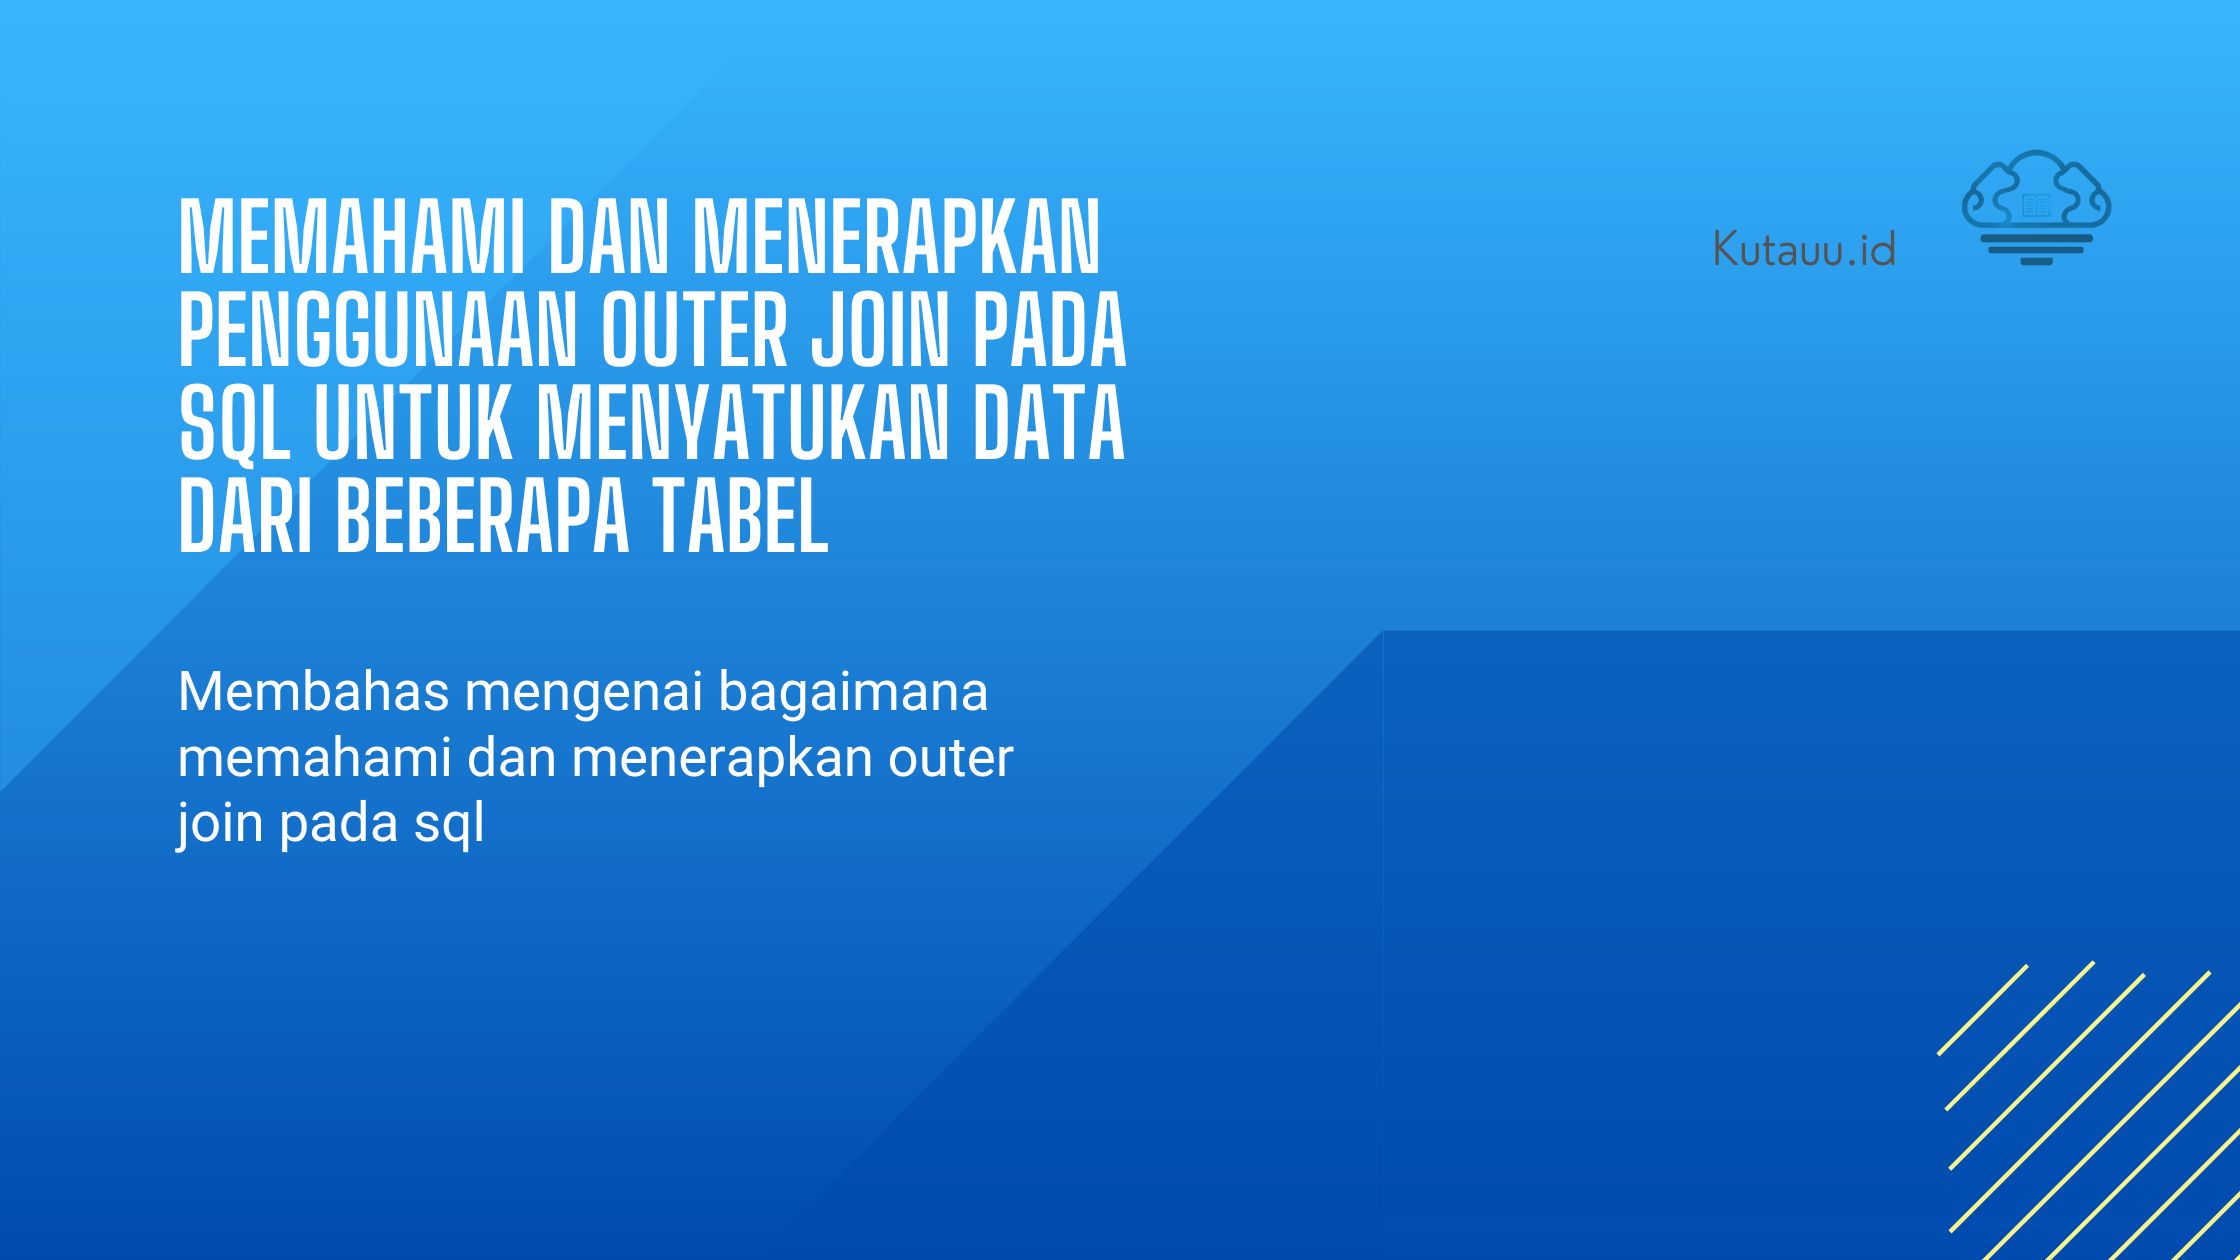 MEMAHAMI DAN MENERAPKAN
PENGGUNAAN OUTER JOIN PADA
SQL UNTUK MENYATUKAN DATA
DARI BEBERAPA TABEL
Kutauu.id
Membahas mengenai bagaimana
memahami dan menerapkan outer
join pada sql